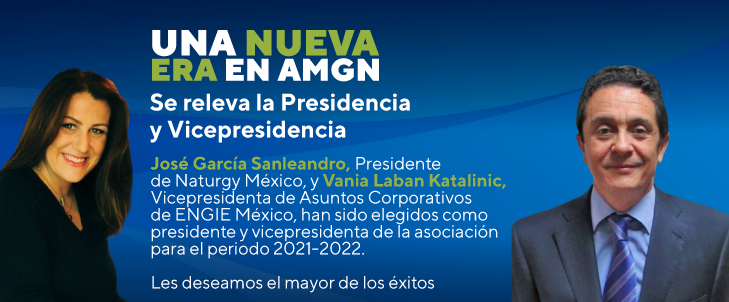 UNA NUEVA
ERA EN AMGN
Se releva la Presidencia
y Vicepresidencia
José García Sanleandro, Presidente
de Naturgy México, y Vania Laban Katalinic,
Vicepresidenta de Asuntos Corporativos
de ENGIE México, han sido elegidos como
presidente y vicepresidenta de la asociación
para el periodo 2021-2022.
Les deseamos el mayor de los éxitos